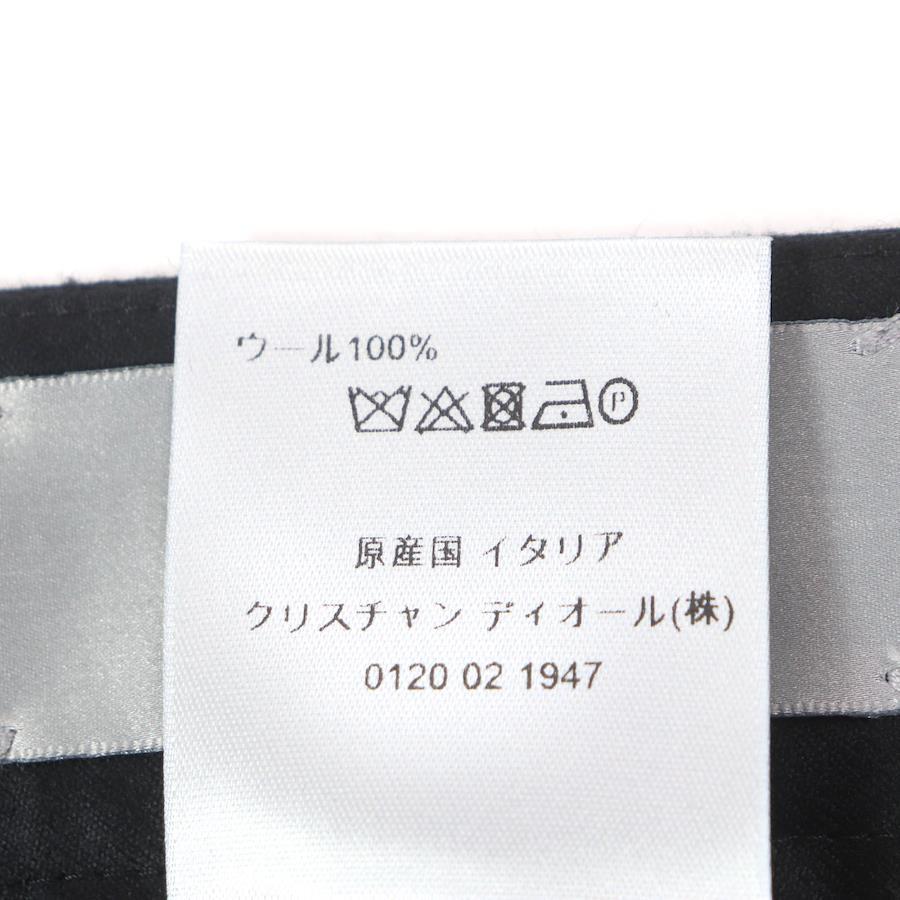 ウール100%
P
原産国 イタリア
クリスチャン ディオール(株)
0120 02 1947